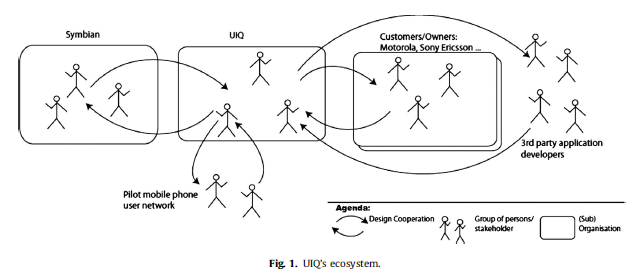 Symbian
UIQ
Customers/Owners:
Motorola, Sony Ericsson ...
3rd party application
developers
Pilot mobile phone
user network
Agenda:
Design Cooperation
Group of persons/
stakeholder
(Sub)
Organisation
Fig. 1. UIQ's ecosystem.